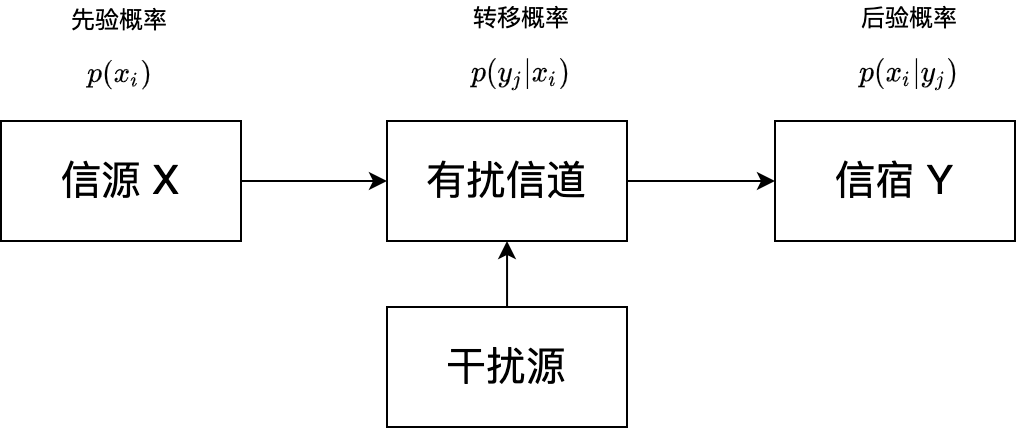 先验概率 转移概率 后验概率
p(x_i) p(y_j|x_i) p(x_i|y_j)
信源 X 有扰信道 信宿 Y
干扰源